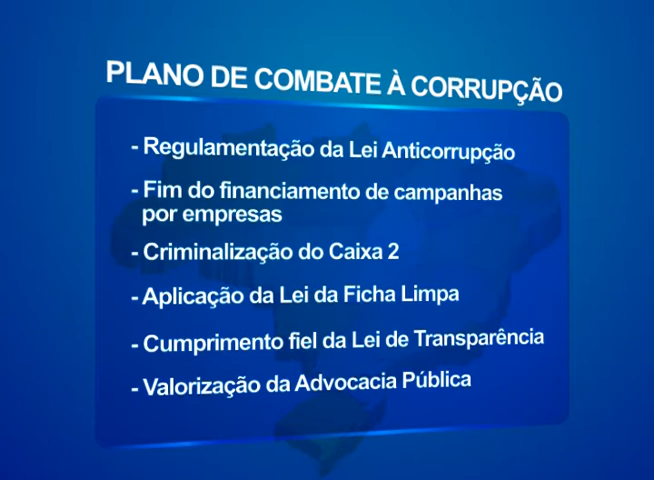 PLANO DE COMBATE À CORRUPÇÃO
- Regulamentação da Lei Anticorrupção
- Fim do financiamento de campanhas
por empresas
- Criminalização do Caixa 2
- Aplicação da Lei da Ficha Limpa
- Cumprimento fiel da Lei de Transparência
- Valorização da Advocacia Pública